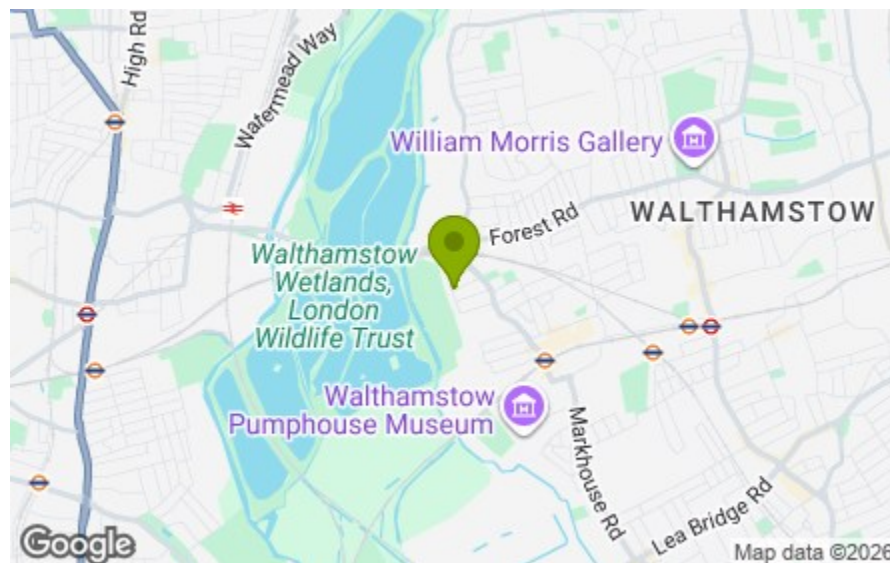 High Rd
Watermead Way
William Morris Gallery
WALTHAMSTOW
Forest Rd
Walthamstow
Wetlands,
London
Wildlife Trust
Walthamstow
Pumphouse Museum
Markhouse Rd
Lea Bridge Rd
Google
Map data ©2026